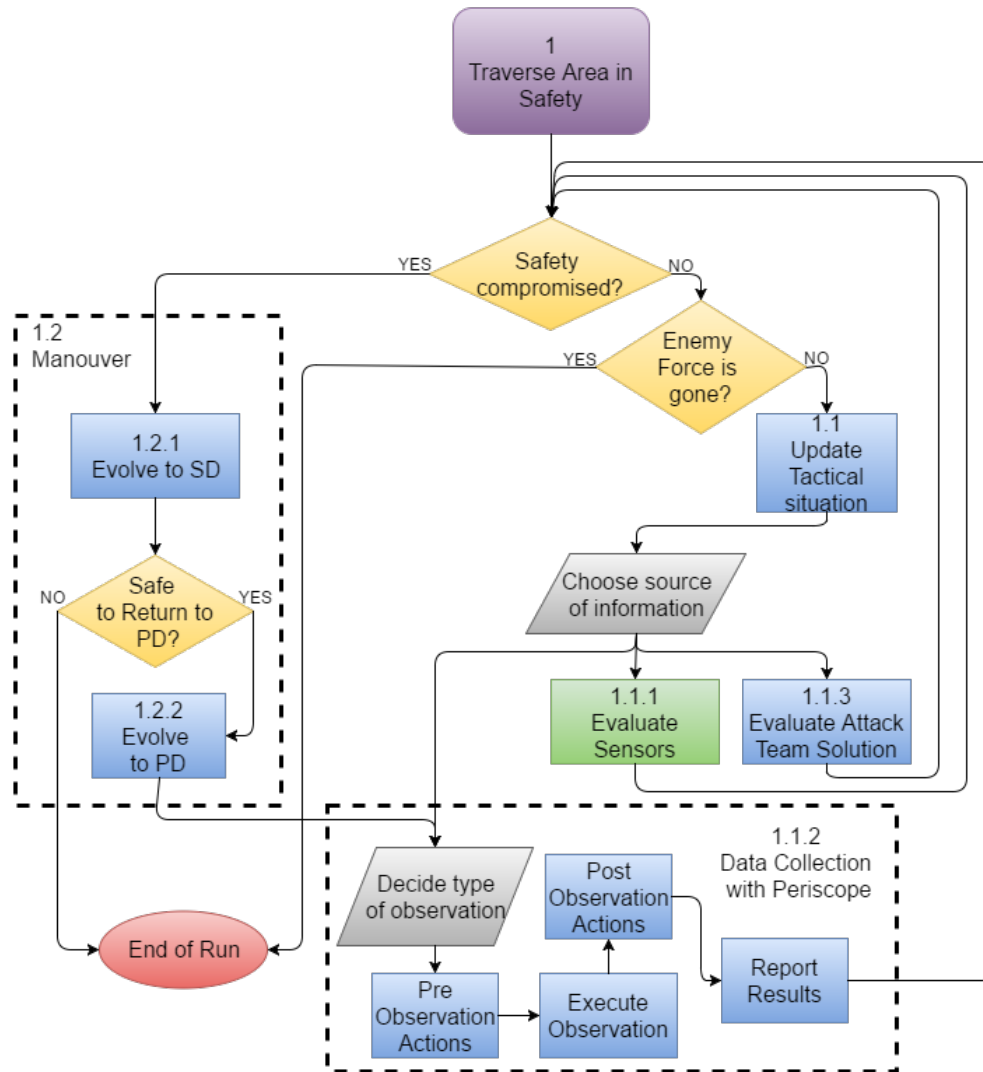 1
Traverse Area in
Safety
Safety
compromised?
YES
NO
Enemy
Force is
gone?
YES
NO
1.2
Manouver
1.2.1
Evolve to SD
1.1
Update
Tactical
situation
Safe
to Return to
PD?
NO
YES
Choose source
of information
1.2.2
Evolve
to PD
1.1.1
Evaluate
Sensors
1.1.3
Evaluate Attack
Team Solution
1.1.2
Data Collection
with Periscope
Decide type
of observation
Post
Observation
Actions
End of Run
Pre
Observation
Actions
Execute
Observation
Report
Results